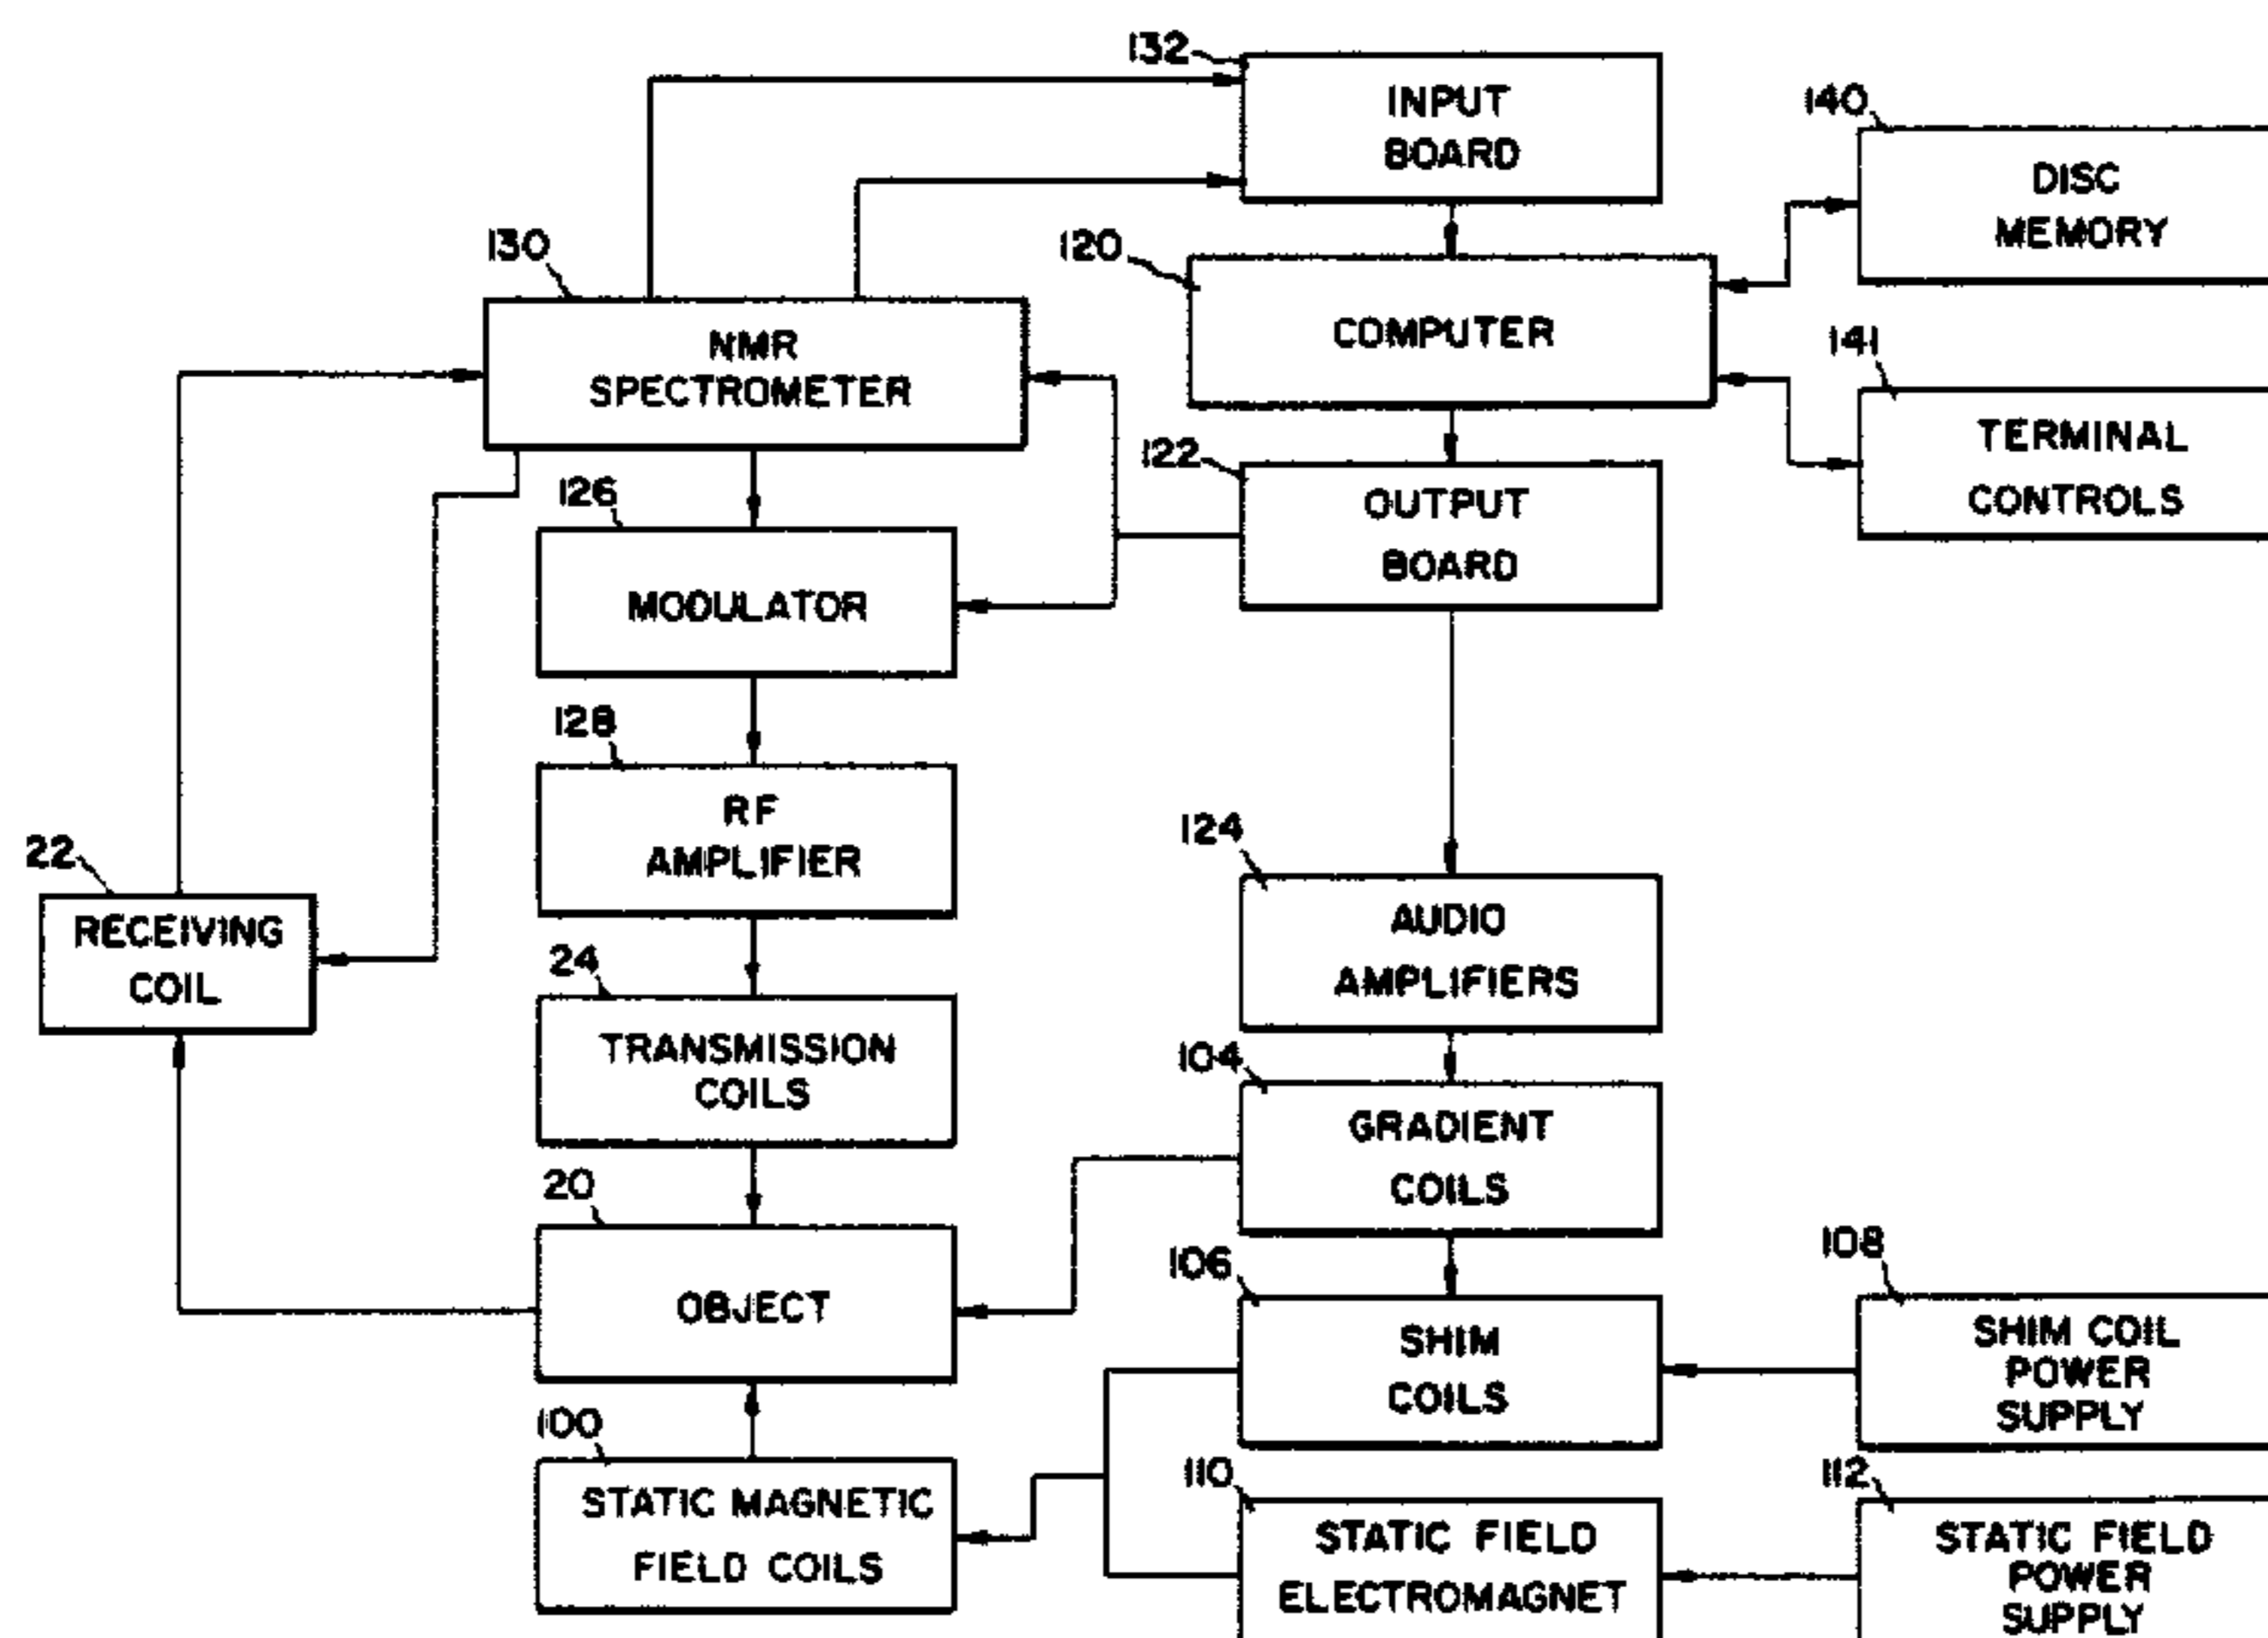 132
INPUT
BOARD
140
DISC
MEMORY
130
NMR
SPECTROMETER
120
COMPUTER
141
TERMINAL
CONTROLS
122
OUTPUT
BOARD
126
MODULATOR
128
RF
AMPLIFIER
22
RECEIVING
COIL
124
AUDIO
AMPLIFIERS
24
TRANSMISSION
COILS
104
GRADIENT
COILS
20
OBJECT
106
SHIM
COILS
108
SHIM COIL
POWER
SUPPLY
100
STATIC MAGNETIC
FIELD COILS
110
STATIC FIELD
ELECTROMAGNET
112
STATIC FIELD
POWER
SUPPLY